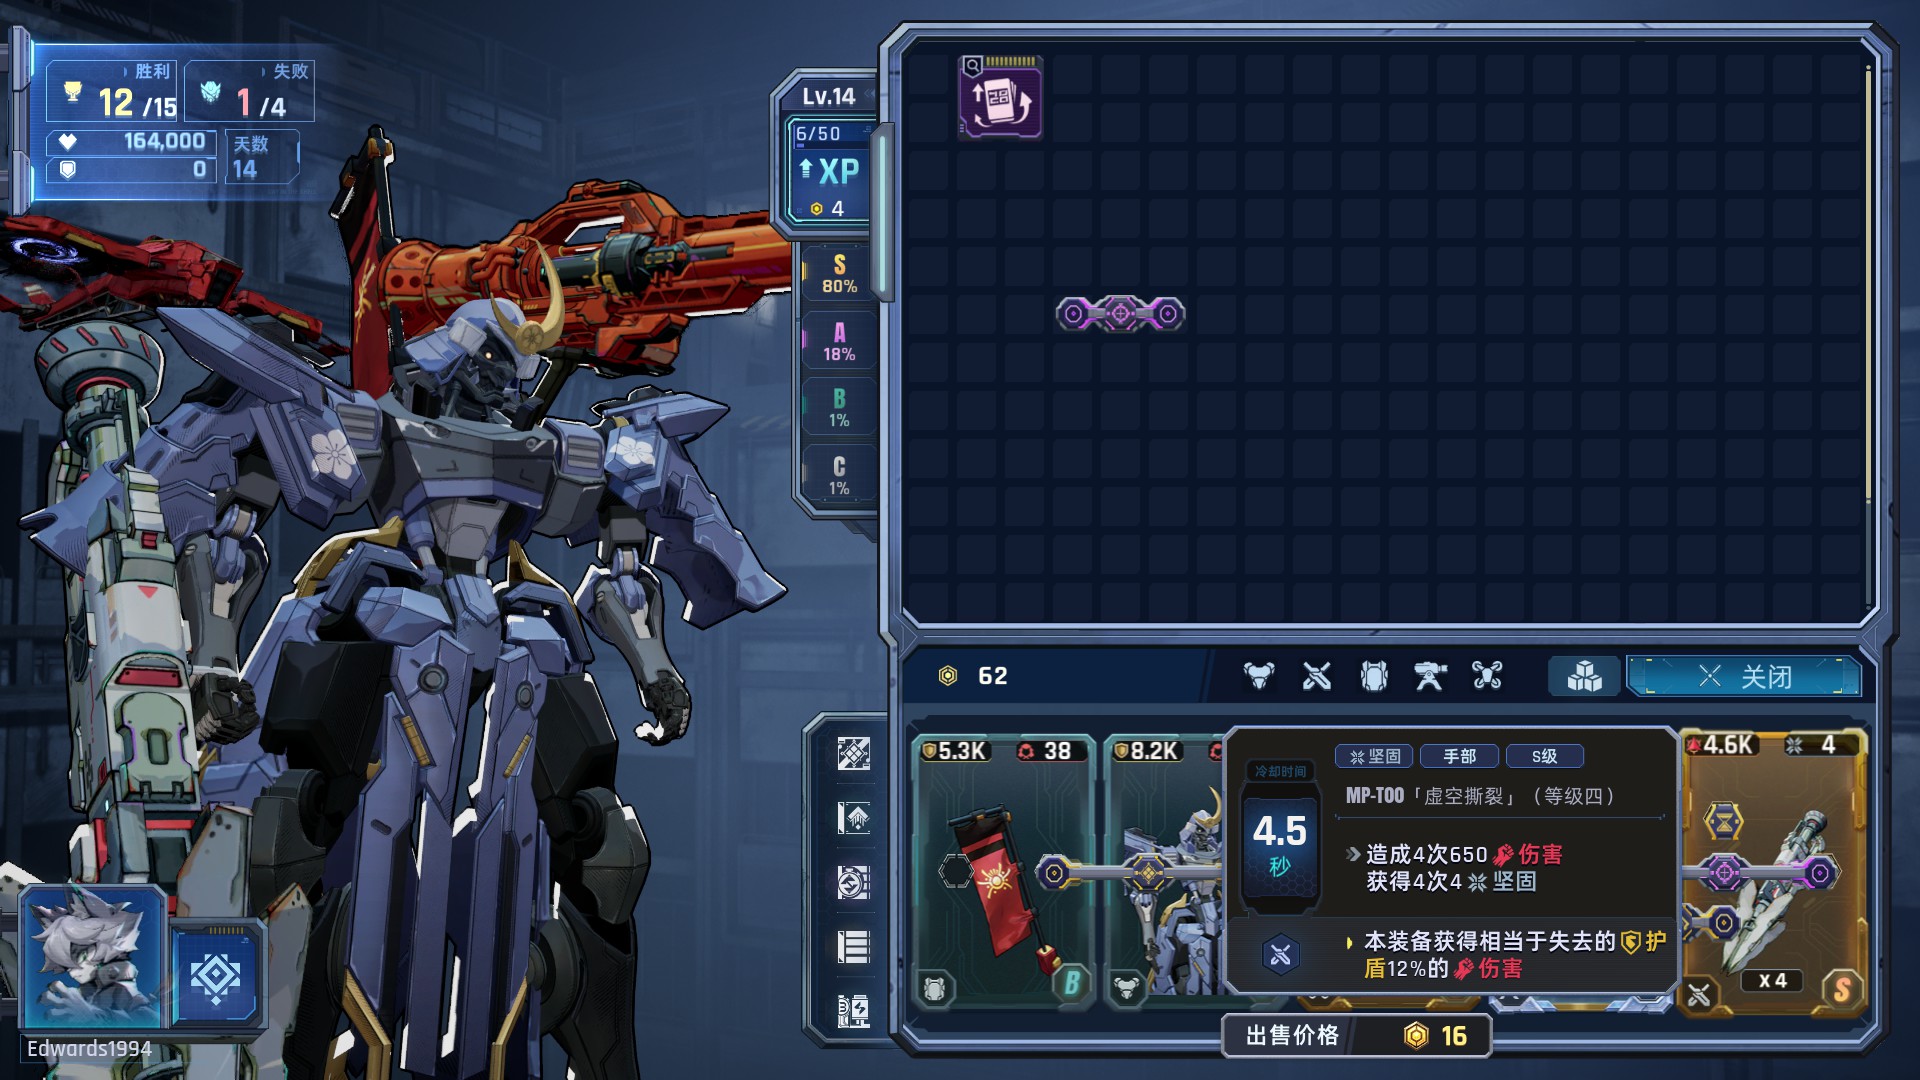 胜利
12 /15
失败
1 /4
164,000
0
天数
14
Lv.14
6/50
XP
4
S
80%
A
18%
B
1%
C
1%
28
62
关闭
5.3K
38
8.2K
4.6K
4
B
x4
S
冷却时间
4.5
秒
坚固
手部
S级
MP-T00「虚空撕裂」（等级四）
造成4次650伤害
获得4次4坚固
本装备获得相当于失去的护
盾12%的伤害
出售价格
16
Edwards1994